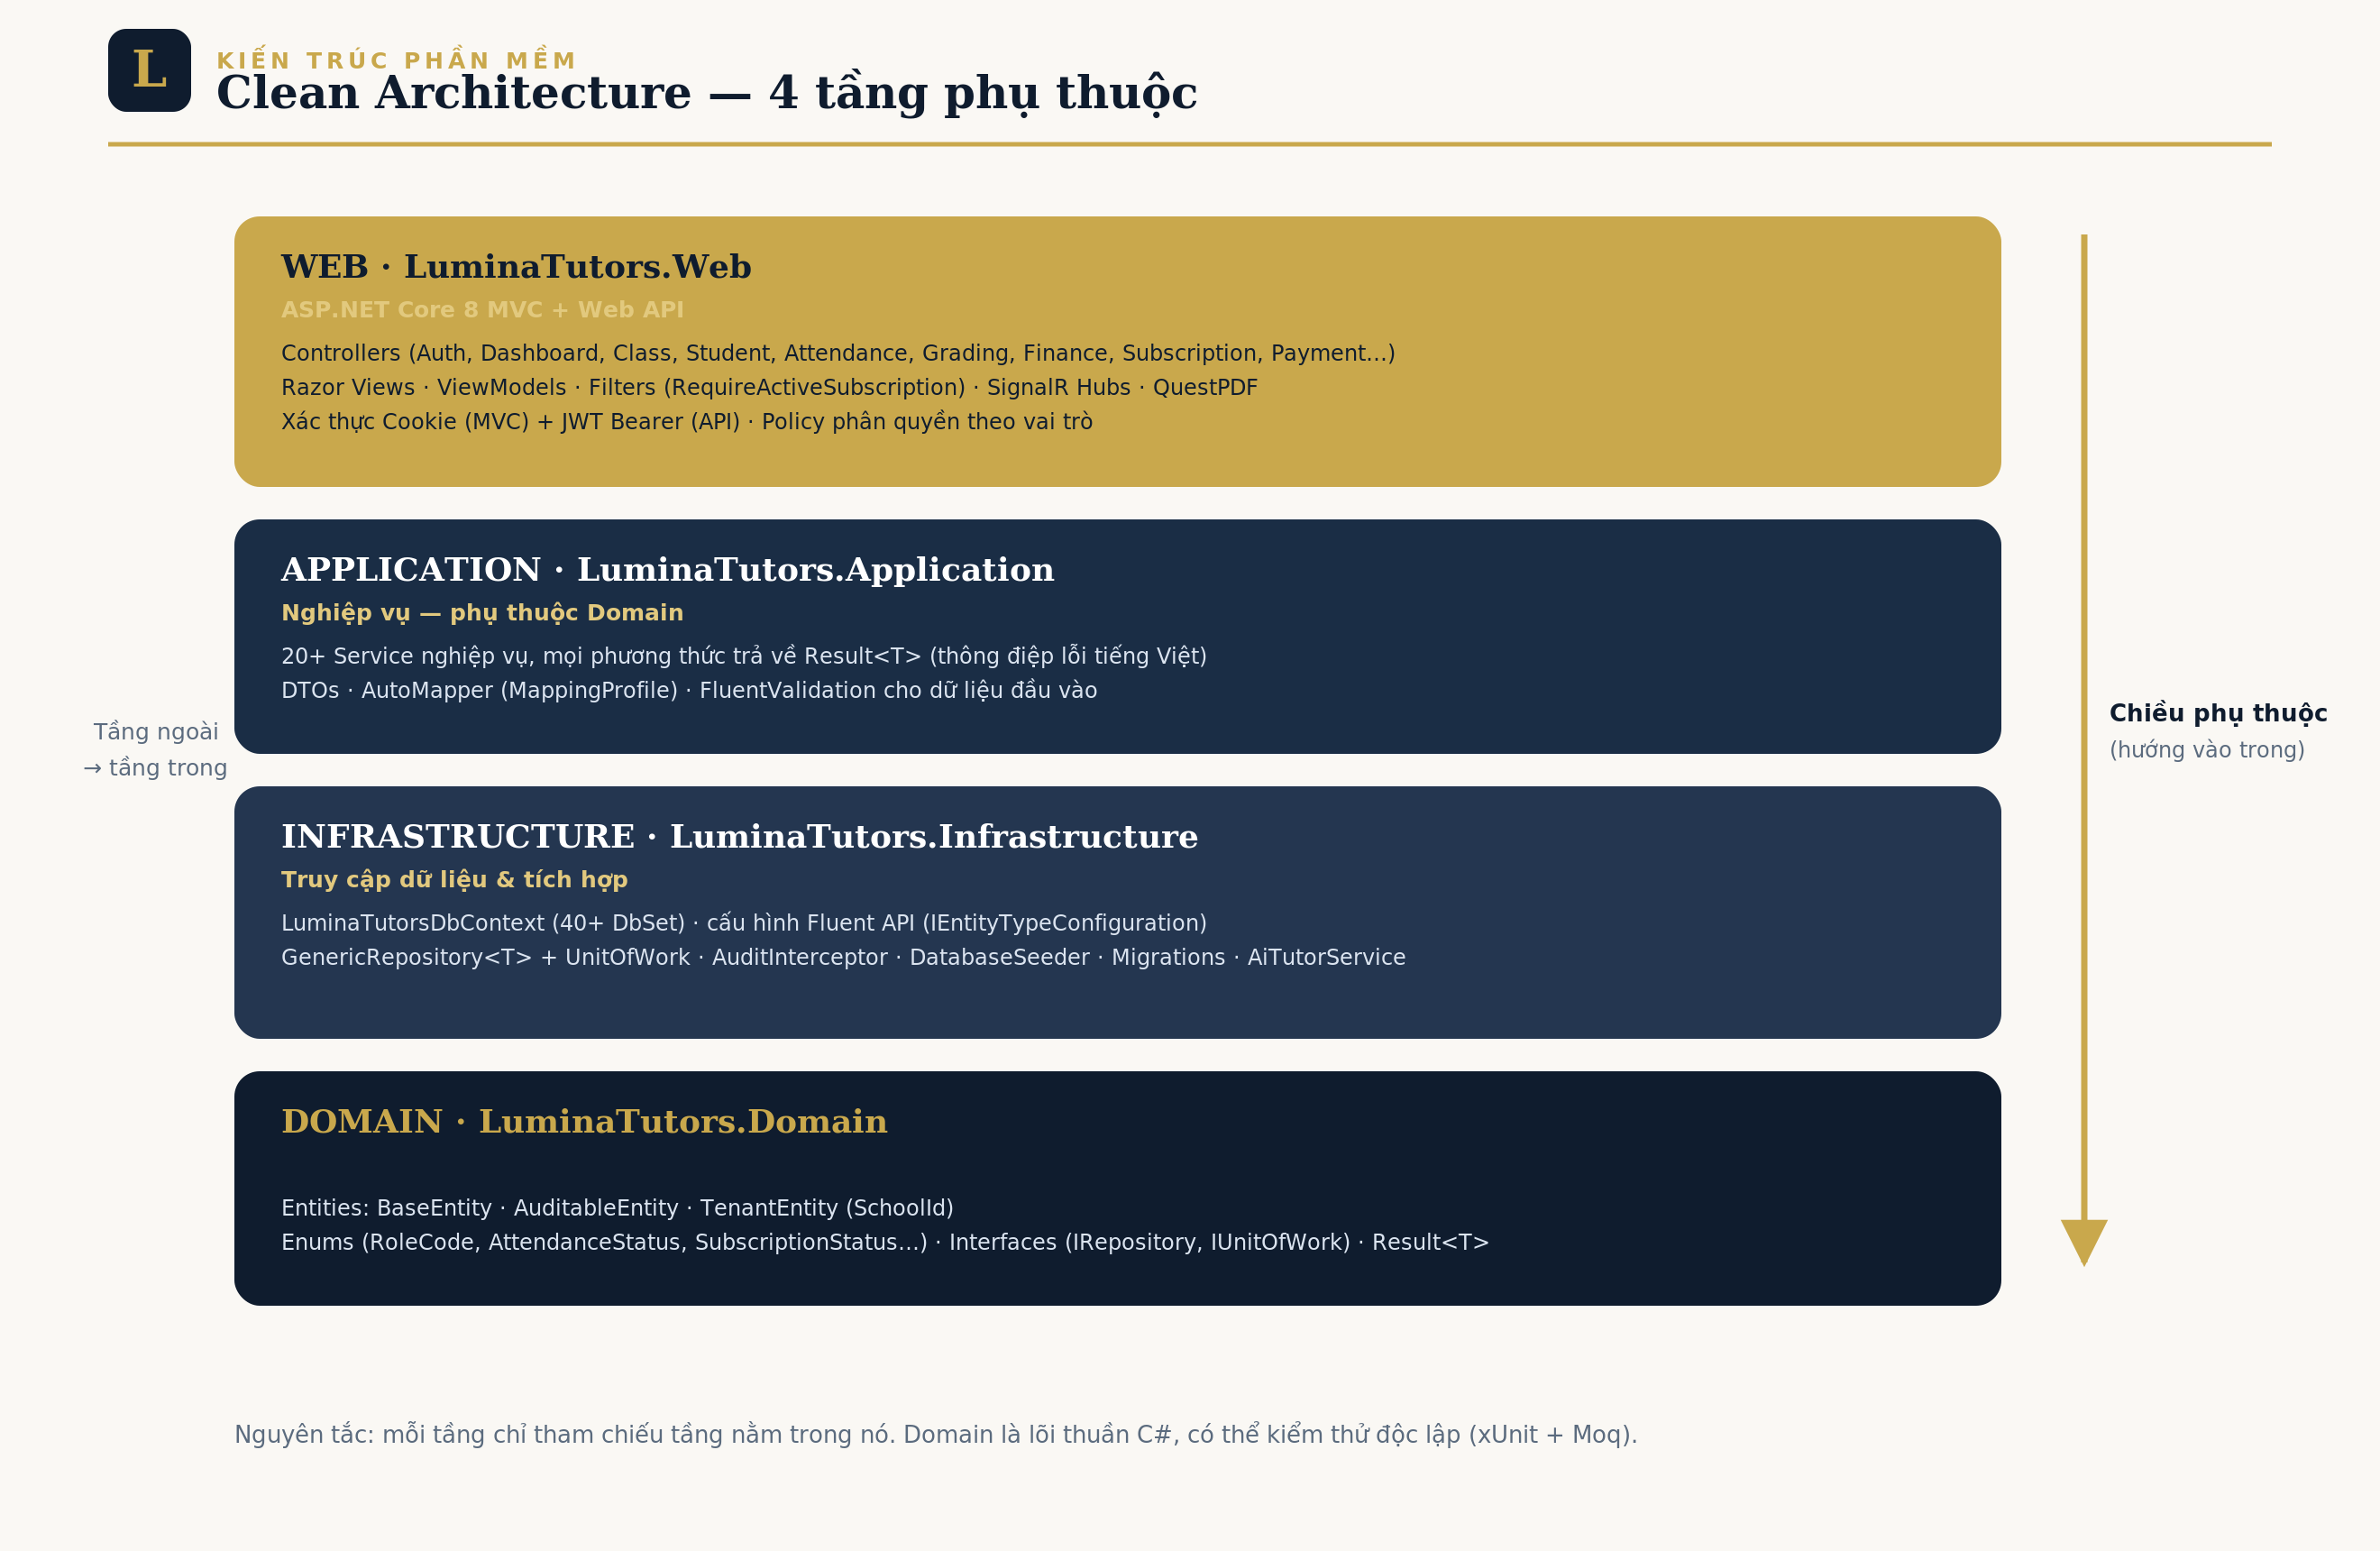 L
KIẾN TRÚC PHẦN MỀM
Clean Architecture — 4 tầng phụ thuộc
WEB · LuminaTutors.Web
ASP.NET Core 8 MVC + Web API
Controllers (Auth, Dashboard, Class, Student, Attendance, Grading, Finance, Subscription, Payment…)
Razor Views · ViewModels · Filters (RequireActiveSubscription) · SignalR Hubs · QuestPDF
Xác thực Cookie (MVC) + JWT Bearer (API) · Policy phân quyền theo vai trò
APPLICATION · LuminaTutors.Application
Nghiệp vụ — phụ thuộc Domain
20+ Service nghiệp vụ, mọi phương thức trả về Result<T> (thông điệp lỗi tiếng Việt)
DTOs · AutoMapper (MappingProfile) · FluentValidation cho dữ liệu đầu vào
Tầng ngoài
→ tầng trong
Chiều phụ thuộc
(hướng vào trong)
INFRASTRUCTURE · LuminaTutors.Infrastructure
Truy cập dữ liệu & tích hợp
LuminaTutorsDbContext (40+ DbSet) · cấu hình Fluent API (IEntityTypeConfiguration)
GenericRepository<T> + UnitOfWork · AuditInterceptor · DatabaseSeeder · Migrations · AiTutorService
DOMAIN · LuminaTutors.Domain
Entities: BaseEntity · AuditableEntity · TenantEntity (SchoolId)
Enums (RoleCode, AttendanceStatus, SubscriptionStatus…) · Interfaces (IRepository, IUnitOfWork) · Result<T>
Nguyên tắc: mỗi tầng chỉ tham chiếu tầng nằm trong nó. Domain là lõi thuần C#, có thể kiểm thử độc lập (xUnit + Moq).